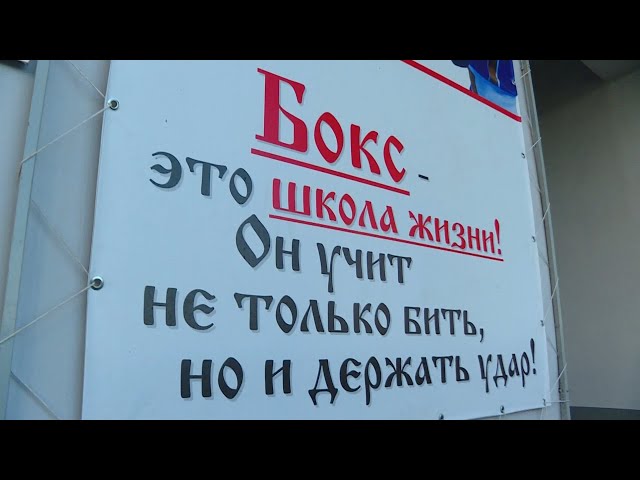 Бокс -
это школа жизни!
Он учит
не только бить,
но и держать удар!